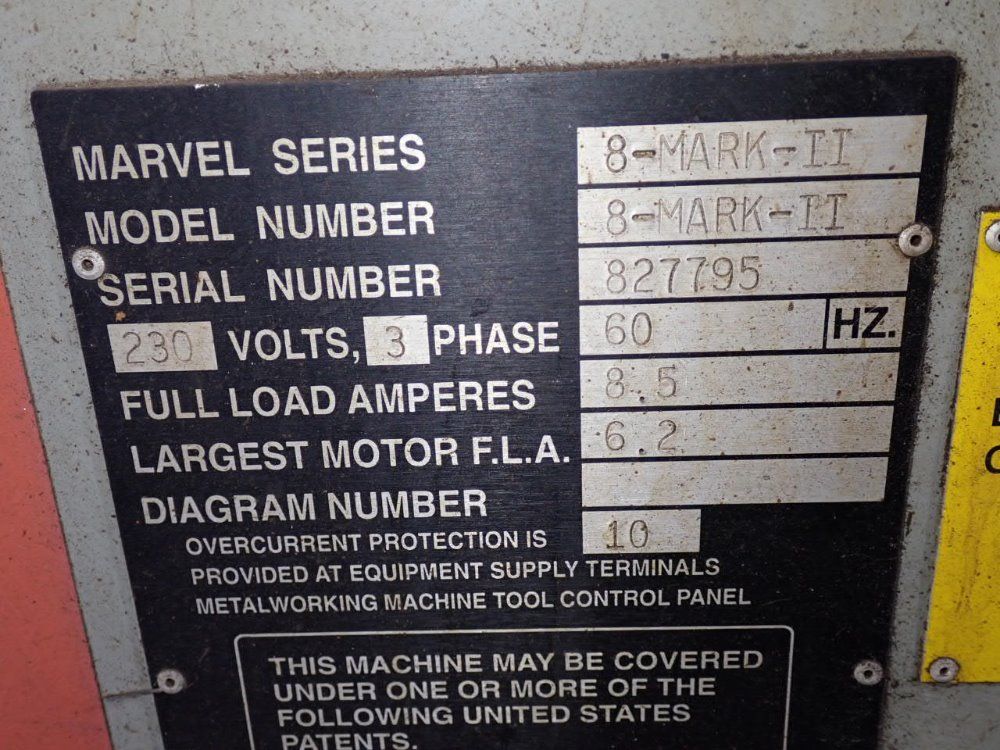 MARVEL SERIES 8-MARK-II
MODEL NUMBER 8-MARK-II
SERIAL NUMBER 827795
230 VOLTS, 3 PHASE 60 HZ.
FULL LOAD AMPERES 8.5
LARGEST MOTOR F.L.A. 6.2
DIAGRAM NUMBER
OVERCURRENT PROTECTION IS 10
PROVIDED AT EQUIPMENT SUPPLY TERMINALS
METALWORKING MACHINE TOOL CONTROL PANEL
THIS MACHINE MAY BE COVERED
UNDER ONE OR MORE OF THE
FOLLOWING UNITED STATES
PATENTS.